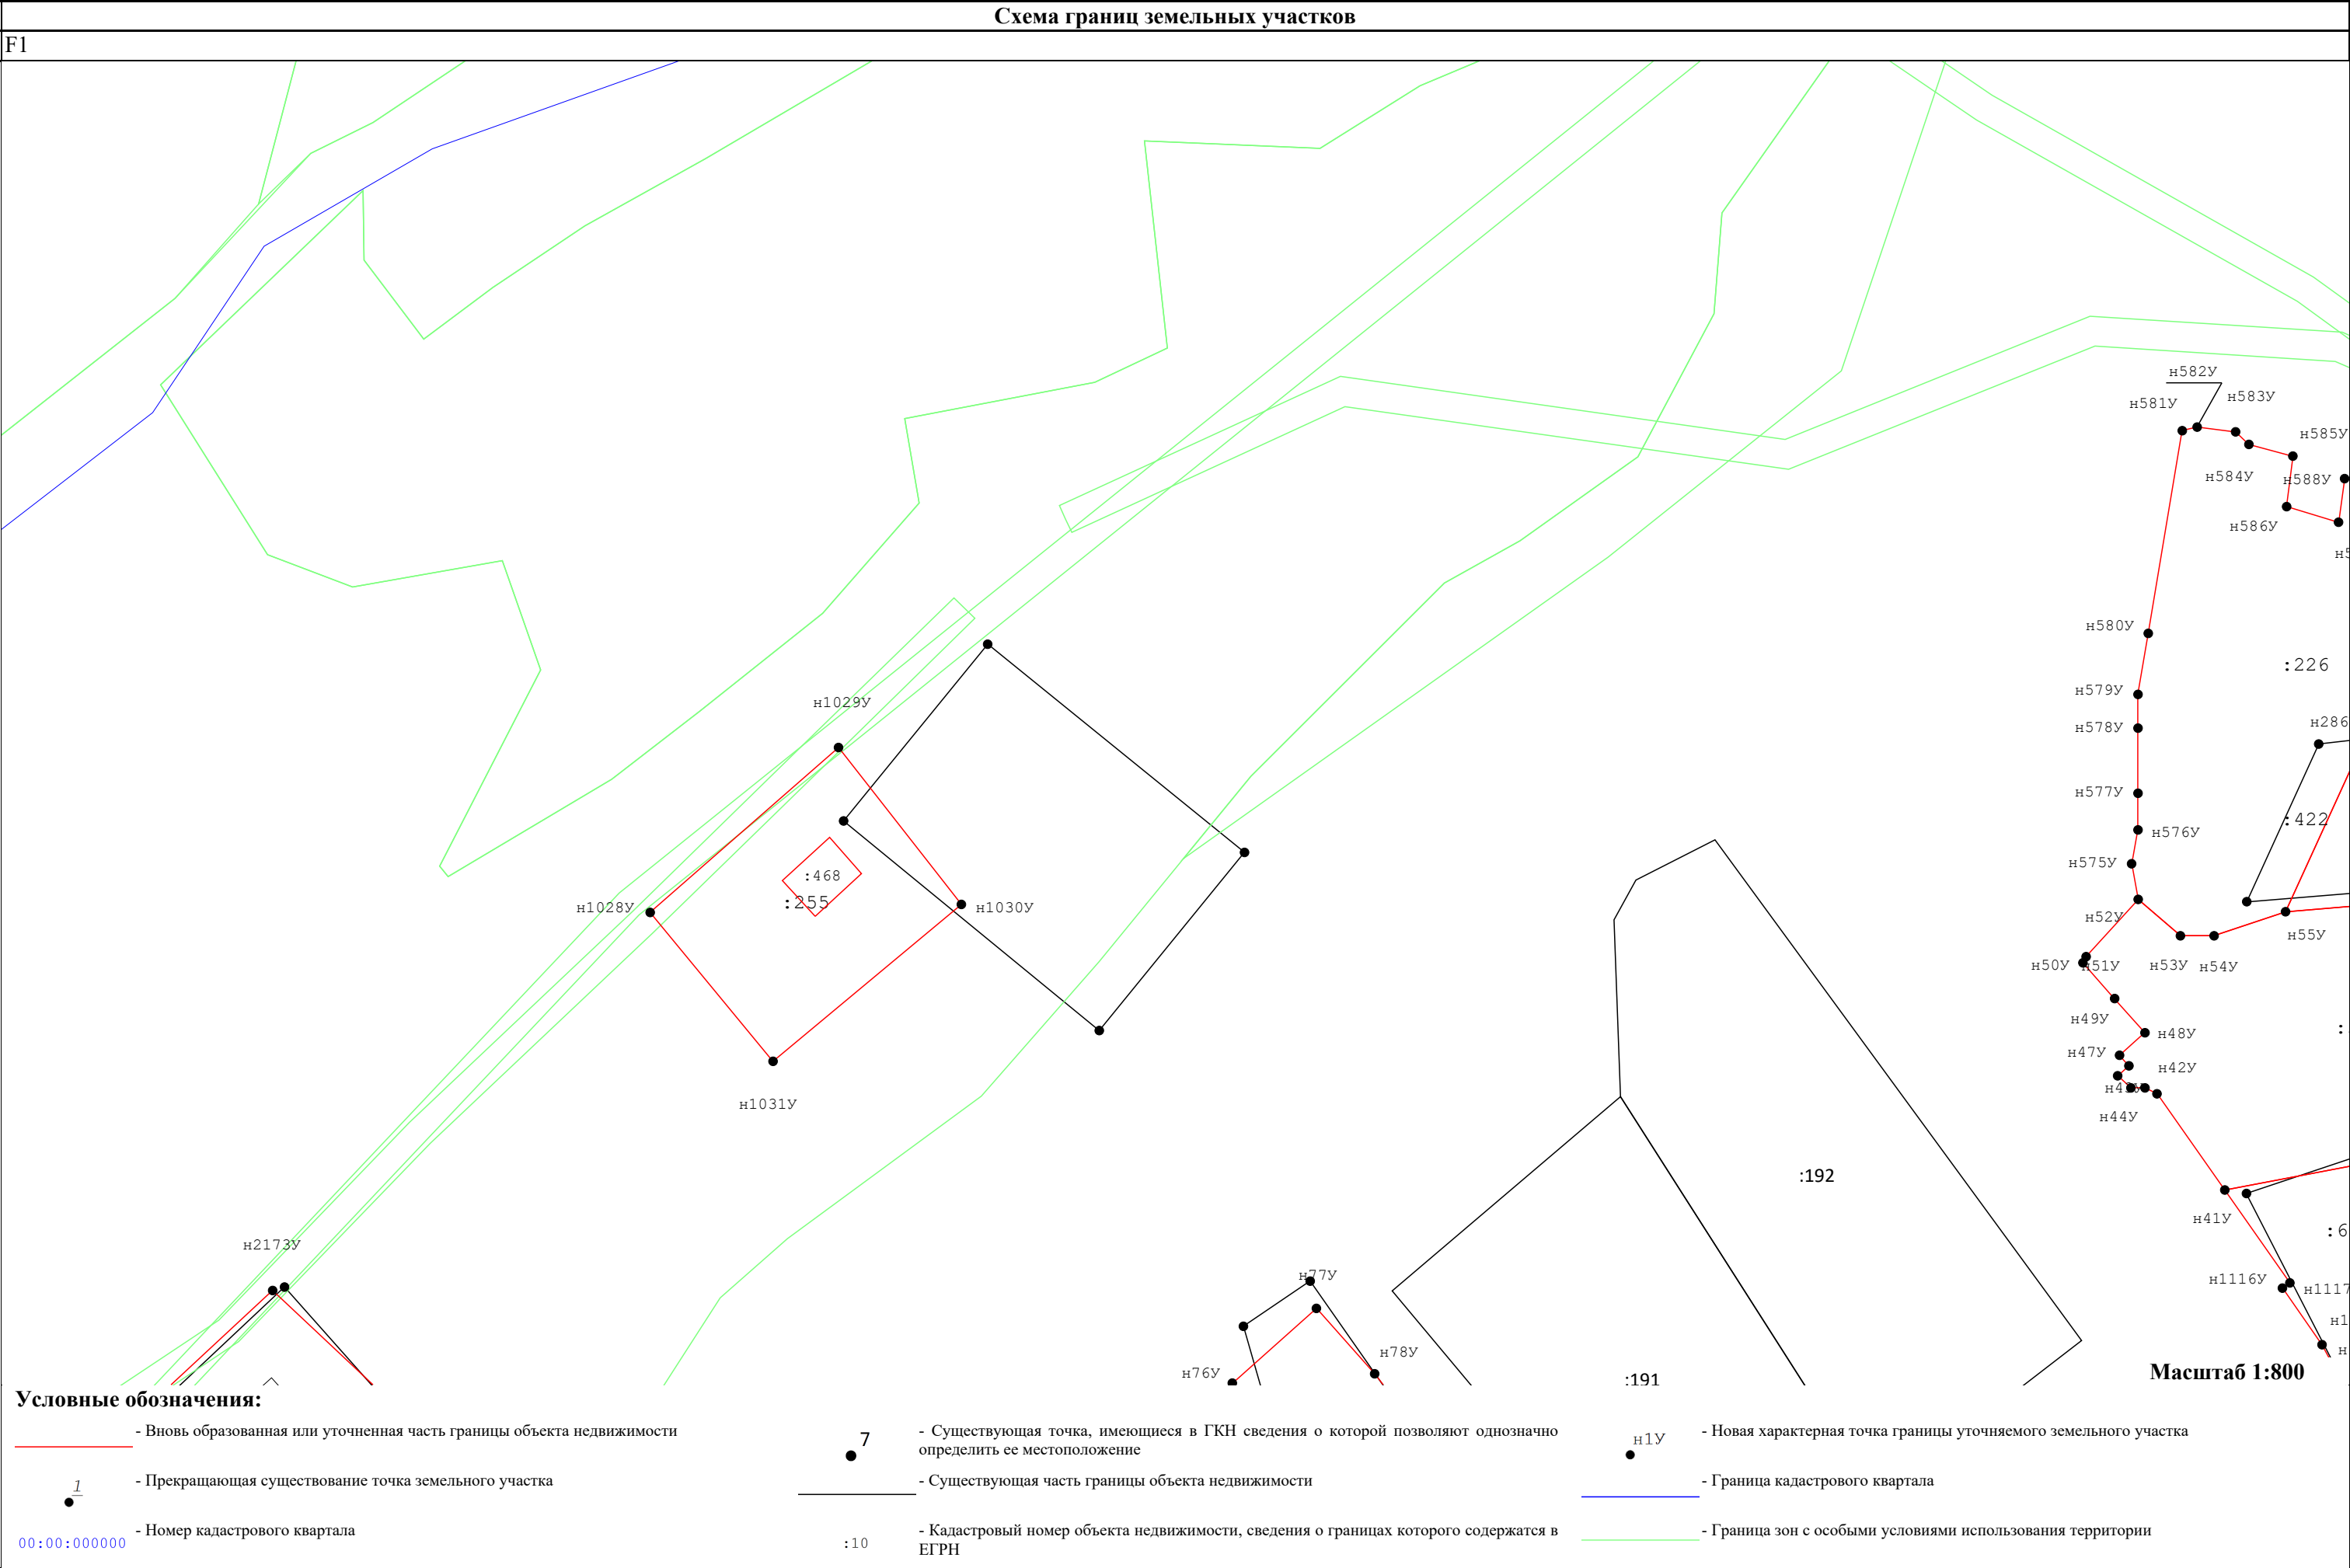 Схема границ земельных участков
F1
н582У
н583У
н581У
н585У
н584У
н588У
н586У
н580У
:226
н579У
н1029У
н578У
н286
н577У
:422
н576У
н575У
:468
:255
н1028У
н1030У
н52У
н55У
н50У
н51У
н53У
н54У
н49У
н48У
н47У
н42У
н44У
н1031У
:192
н41У
:6
н2173У
н77У
н1116У
н1117
н1
н78У
н76У
:191
Масштаб 1:800
Условные обозначения:
- Вновь образованная или уточненная часть границы объекта недвижимости
7
- Существующая точка, имеющиеся в ГКН сведения о которой позволяют однозначно
определить ее местоположение
н1У
- Новая характерная точка границы уточняемого земельного участка
1
- Прекращающая существование точка земельного участка
- Существующая часть границы объекта недвижимости
- Граница кадастрового квартала
00:00:000000
- Номер кадастрового квартала
:10
- Кадастровый номер объекта недвижимости, сведения о границах которого содержатся в
ЕГРН
- Граница зон с особыми условиями использования территории